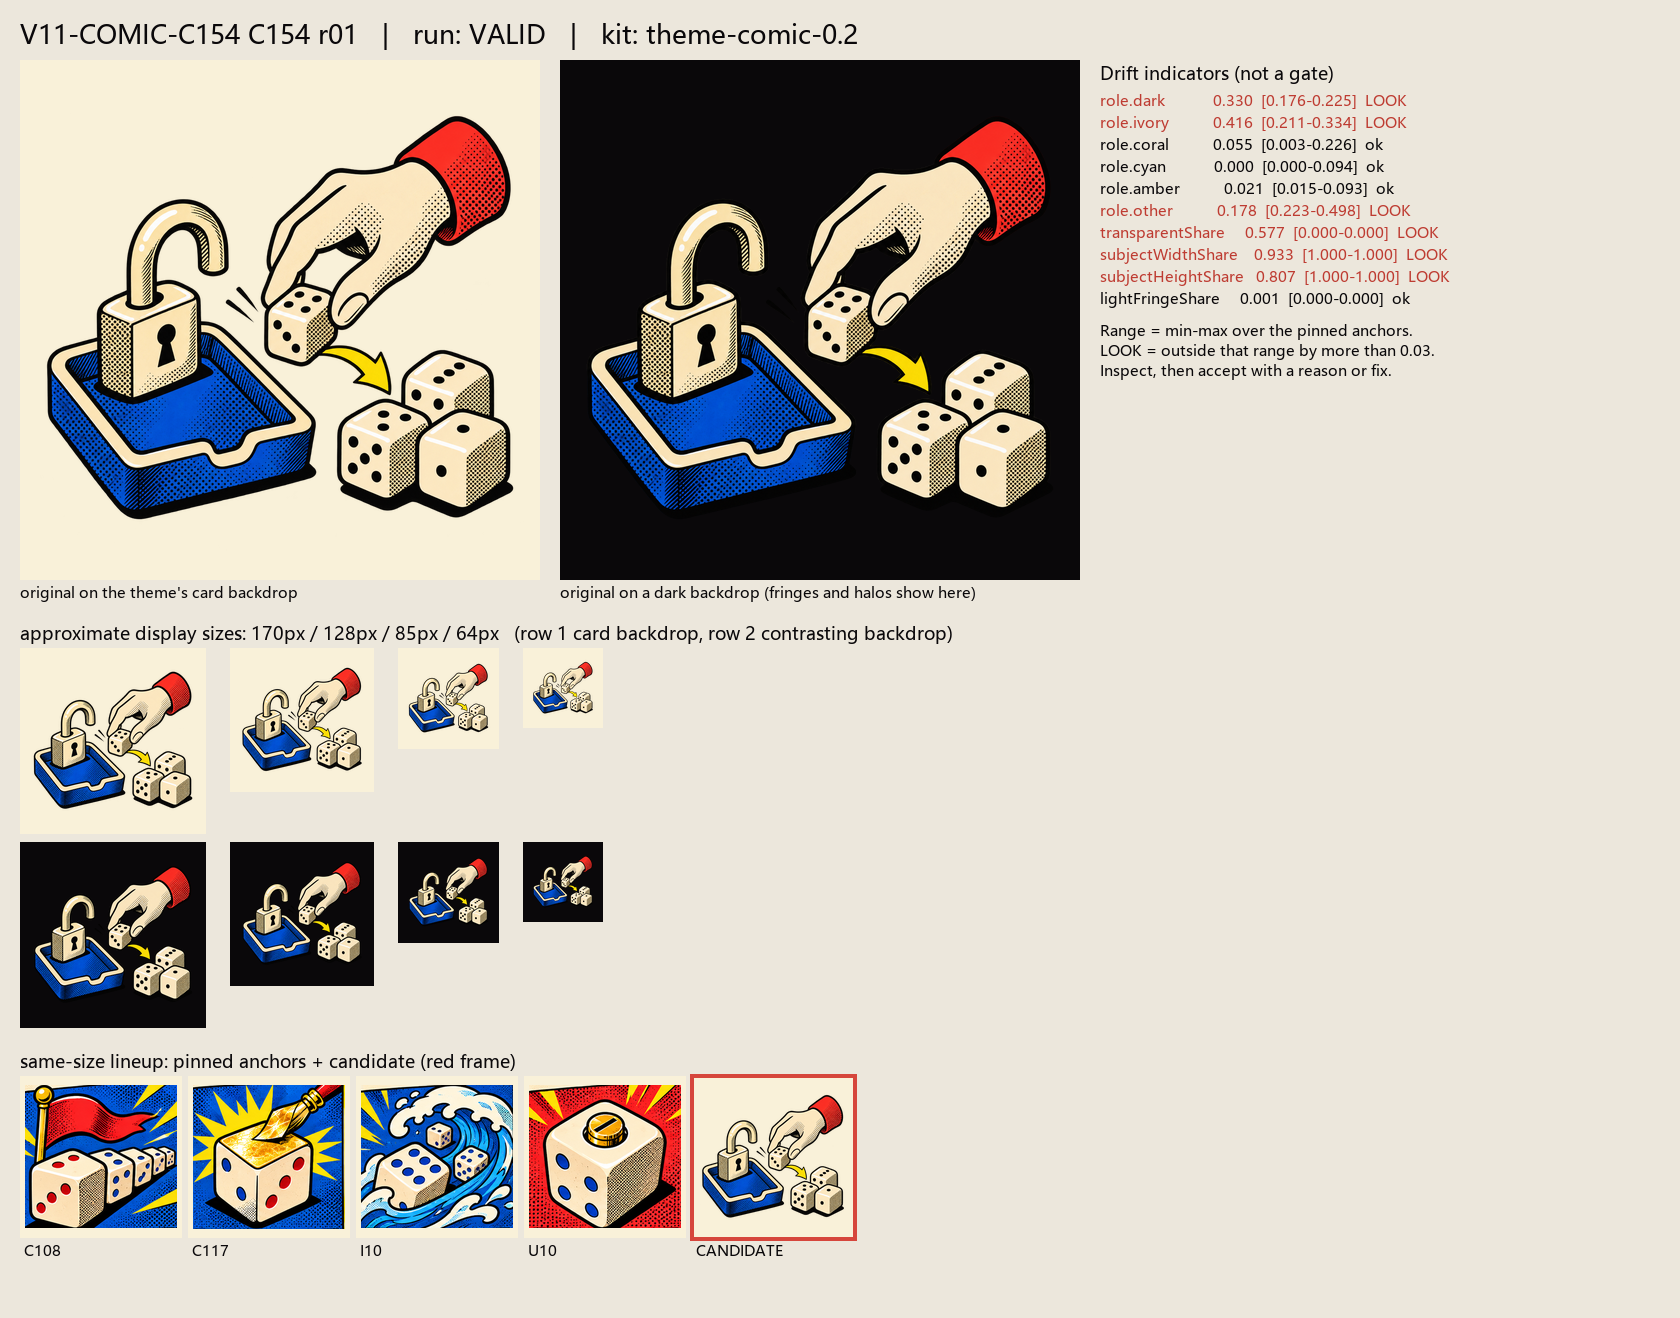 V11-COMIC-C154 C154 r01   |   run: VALID   |   kit: theme-comic-0.2
Drift indicators (not a gate)
role.dark 0.330 [0.176-0.225] LOOK
role.ivory 0.416 [0.211-0.334] LOOK
role.coral 0.055 [0.003-0.226] ok
role.cyan 0.000 [0.000-0.094] ok
role.amber 0.021 [0.015-0.093] ok
role.other 0.178 [0.223-0.498] LOOK
transparentShare 0.577 [0.000-0.000] LOOK
subjectWidthShare 0.933 [1.000-1.000] LOOK
subjectHeightShare 0.807 [1.000-1.000] LOOK
lightFringeShare 0.001 [0.000-0.000] ok
Range = min-max over the pinned anchors.
LOOK = outside that range by more than 0.03.
Inspect, then accept with a reason or fix.
original on the theme's card backdrop
original on a dark backdrop (fringes and halos show here)
approximate display sizes: 170px / 128px / 85px / 64px   (row 1 card backdrop, row 2 contrasting backdrop)
same-size lineup: pinned anchors + candidate (red frame)
C108
C117
I10
U10
CANDIDATE